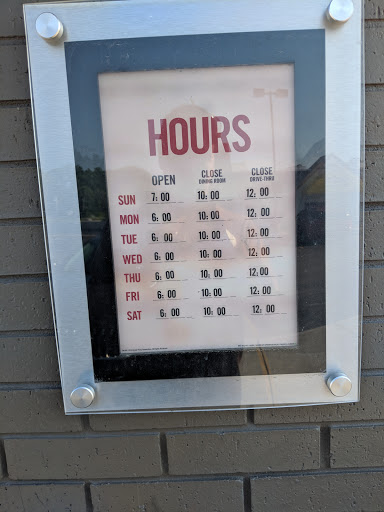 HOURS
OPEN CLOSE DINING ROOM CLOSE DRIVE-THRU
SUN 7:00 10:00 12:00
MON 6:00 10:00 12:00
TUE 6:00 10:00 12:00
WED 6:00 10:00 12:00
THU 6:00 10:00 12:00
FRI 6:00 10:00 12:00
SAT 6:00 10:00 12:00